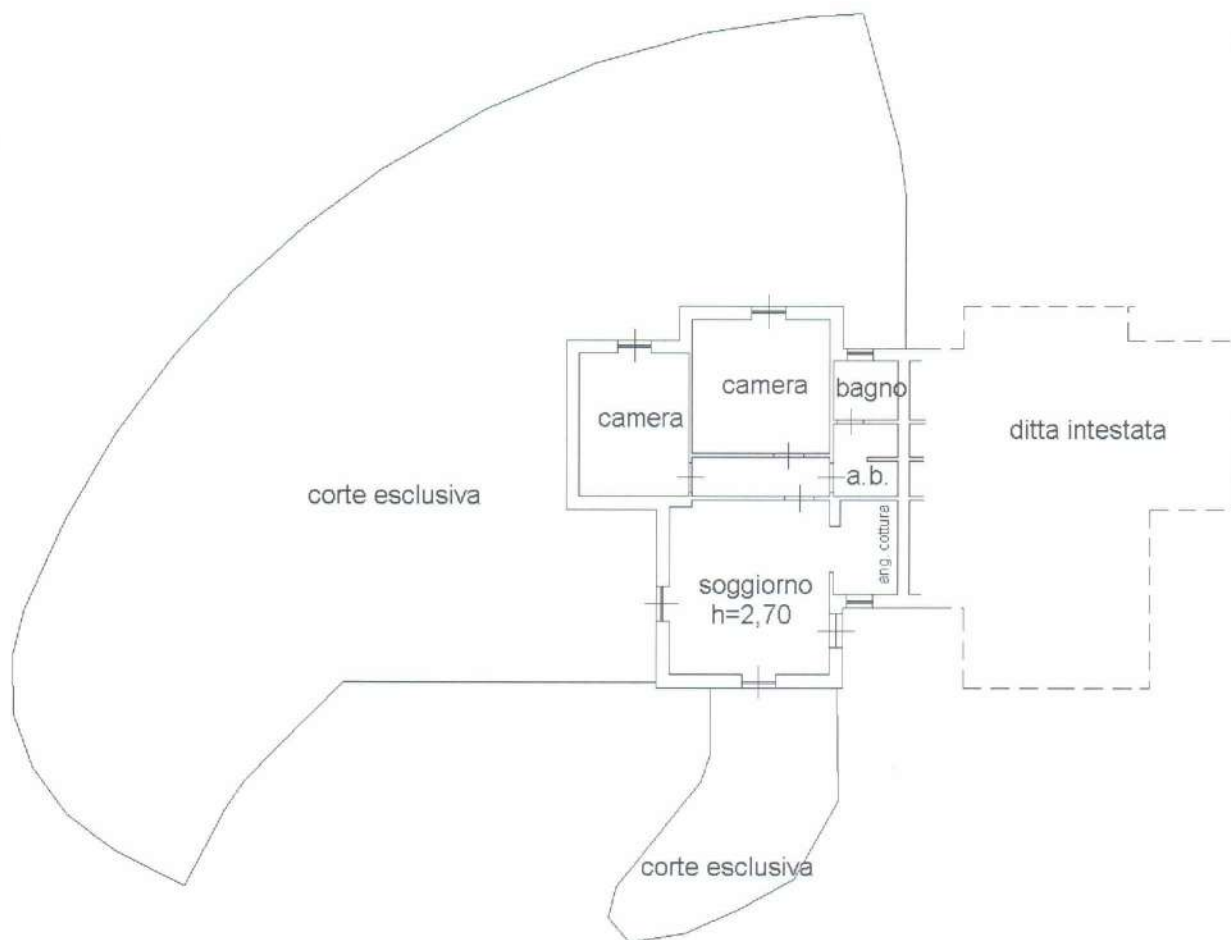 camera
bagno
camera
ditta intestata
a.b.
corte esclusiva
ang. cottura
soggiorno
h=2,70
corte esclusiva